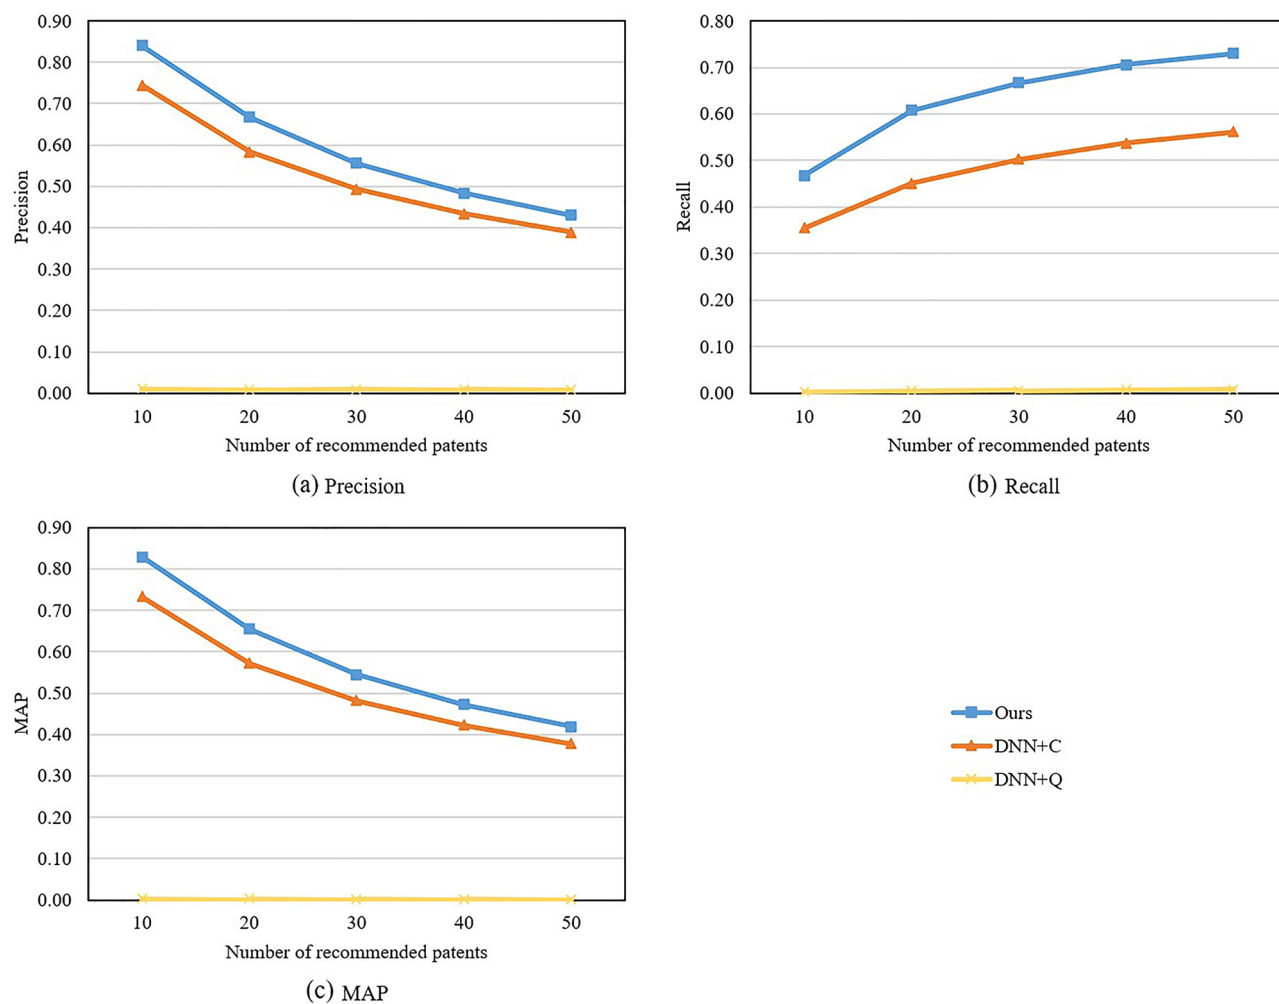 0.90
0.80
0.70
0.60
0.50
0.40
0.30
0.20
0.10
0.00
Precision
10 20 30 40 50
Number of recommended patents
(a) Precision
0.80
0.70
0.60
0.50
0.40
0.30
0.20
0.10
0.00
Recall
10 20 30 40 50
Number of recommended patents
(b) Recall
0.90
0.80
0.70
0.60
0.50
0.40
0.30
0.20
0.10
0.00
MAP
10 20 30 40 50
Number of recommended patents
(c) MAP
Ours
DNN+C
DNN+Q